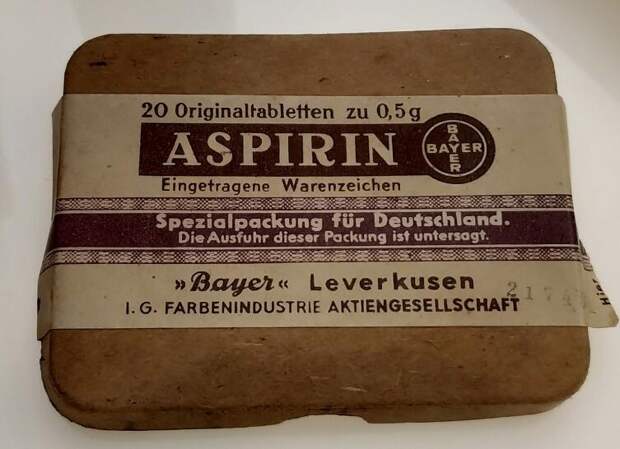 20 Originaltabletten zu 0,5g
ASPIRIN
BAYER
BAYER
Eingetragene Warenzeichen
Spezialpackung für Deutschland.
Die Ausfuhr dieser Packung ist untersagt.
»Bayer« Leverkusen
I.G. FARBENINDUSTRIE AKTIENGESELLSCHAFT